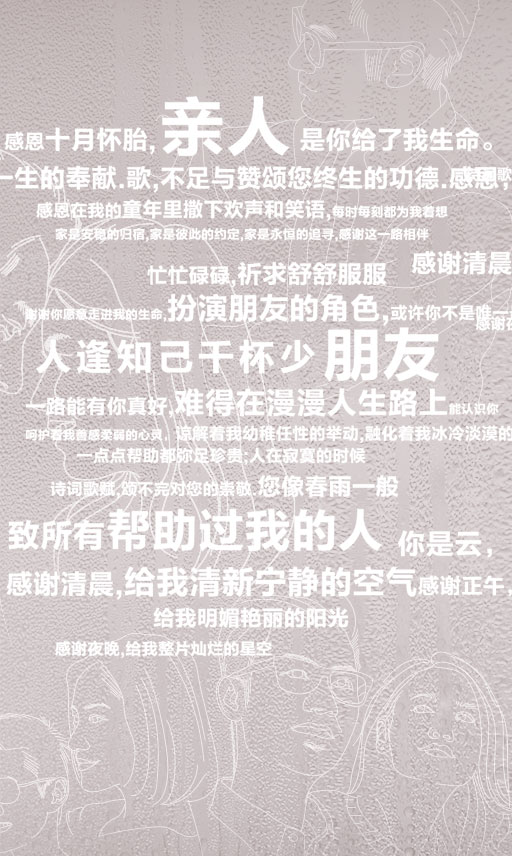 感恩十月怀胎,亲人 是你给了我生命。
一生的奉献.歌,不足与赞颂您终生的功德.感恩,
感恩在我的童年里撒下欢声和笑语,每时每刻都为我着想
家是安稳的归宿,家是彼此的约定,家是永恒的追寻,感谢这一路相伴
感谢清晨
忙忙碌碌,祈求舒舒服服
谢谢你愿意走进我的生命,扮演朋友的角色,或许你不是唯一
感谢夜
人逢知己千杯少 朋友
一路能有你真好,难得在漫漫人生路上能认识你
呵护着我善感柔弱的心灵,谅解着我幼稚任性的举动,融化着我冰冷淡漠的
一点点帮助都弥足珍贵;人在寂寞的时候
诗词歌赋,颂不完对您的崇敬.您像春雨一般
致所有帮助过我的人 你是云,
感谢清晨,给我清新宁静的空气感谢正午,
给我明媚艳丽的阳光
感谢夜晚,给我整片灿烂的星空